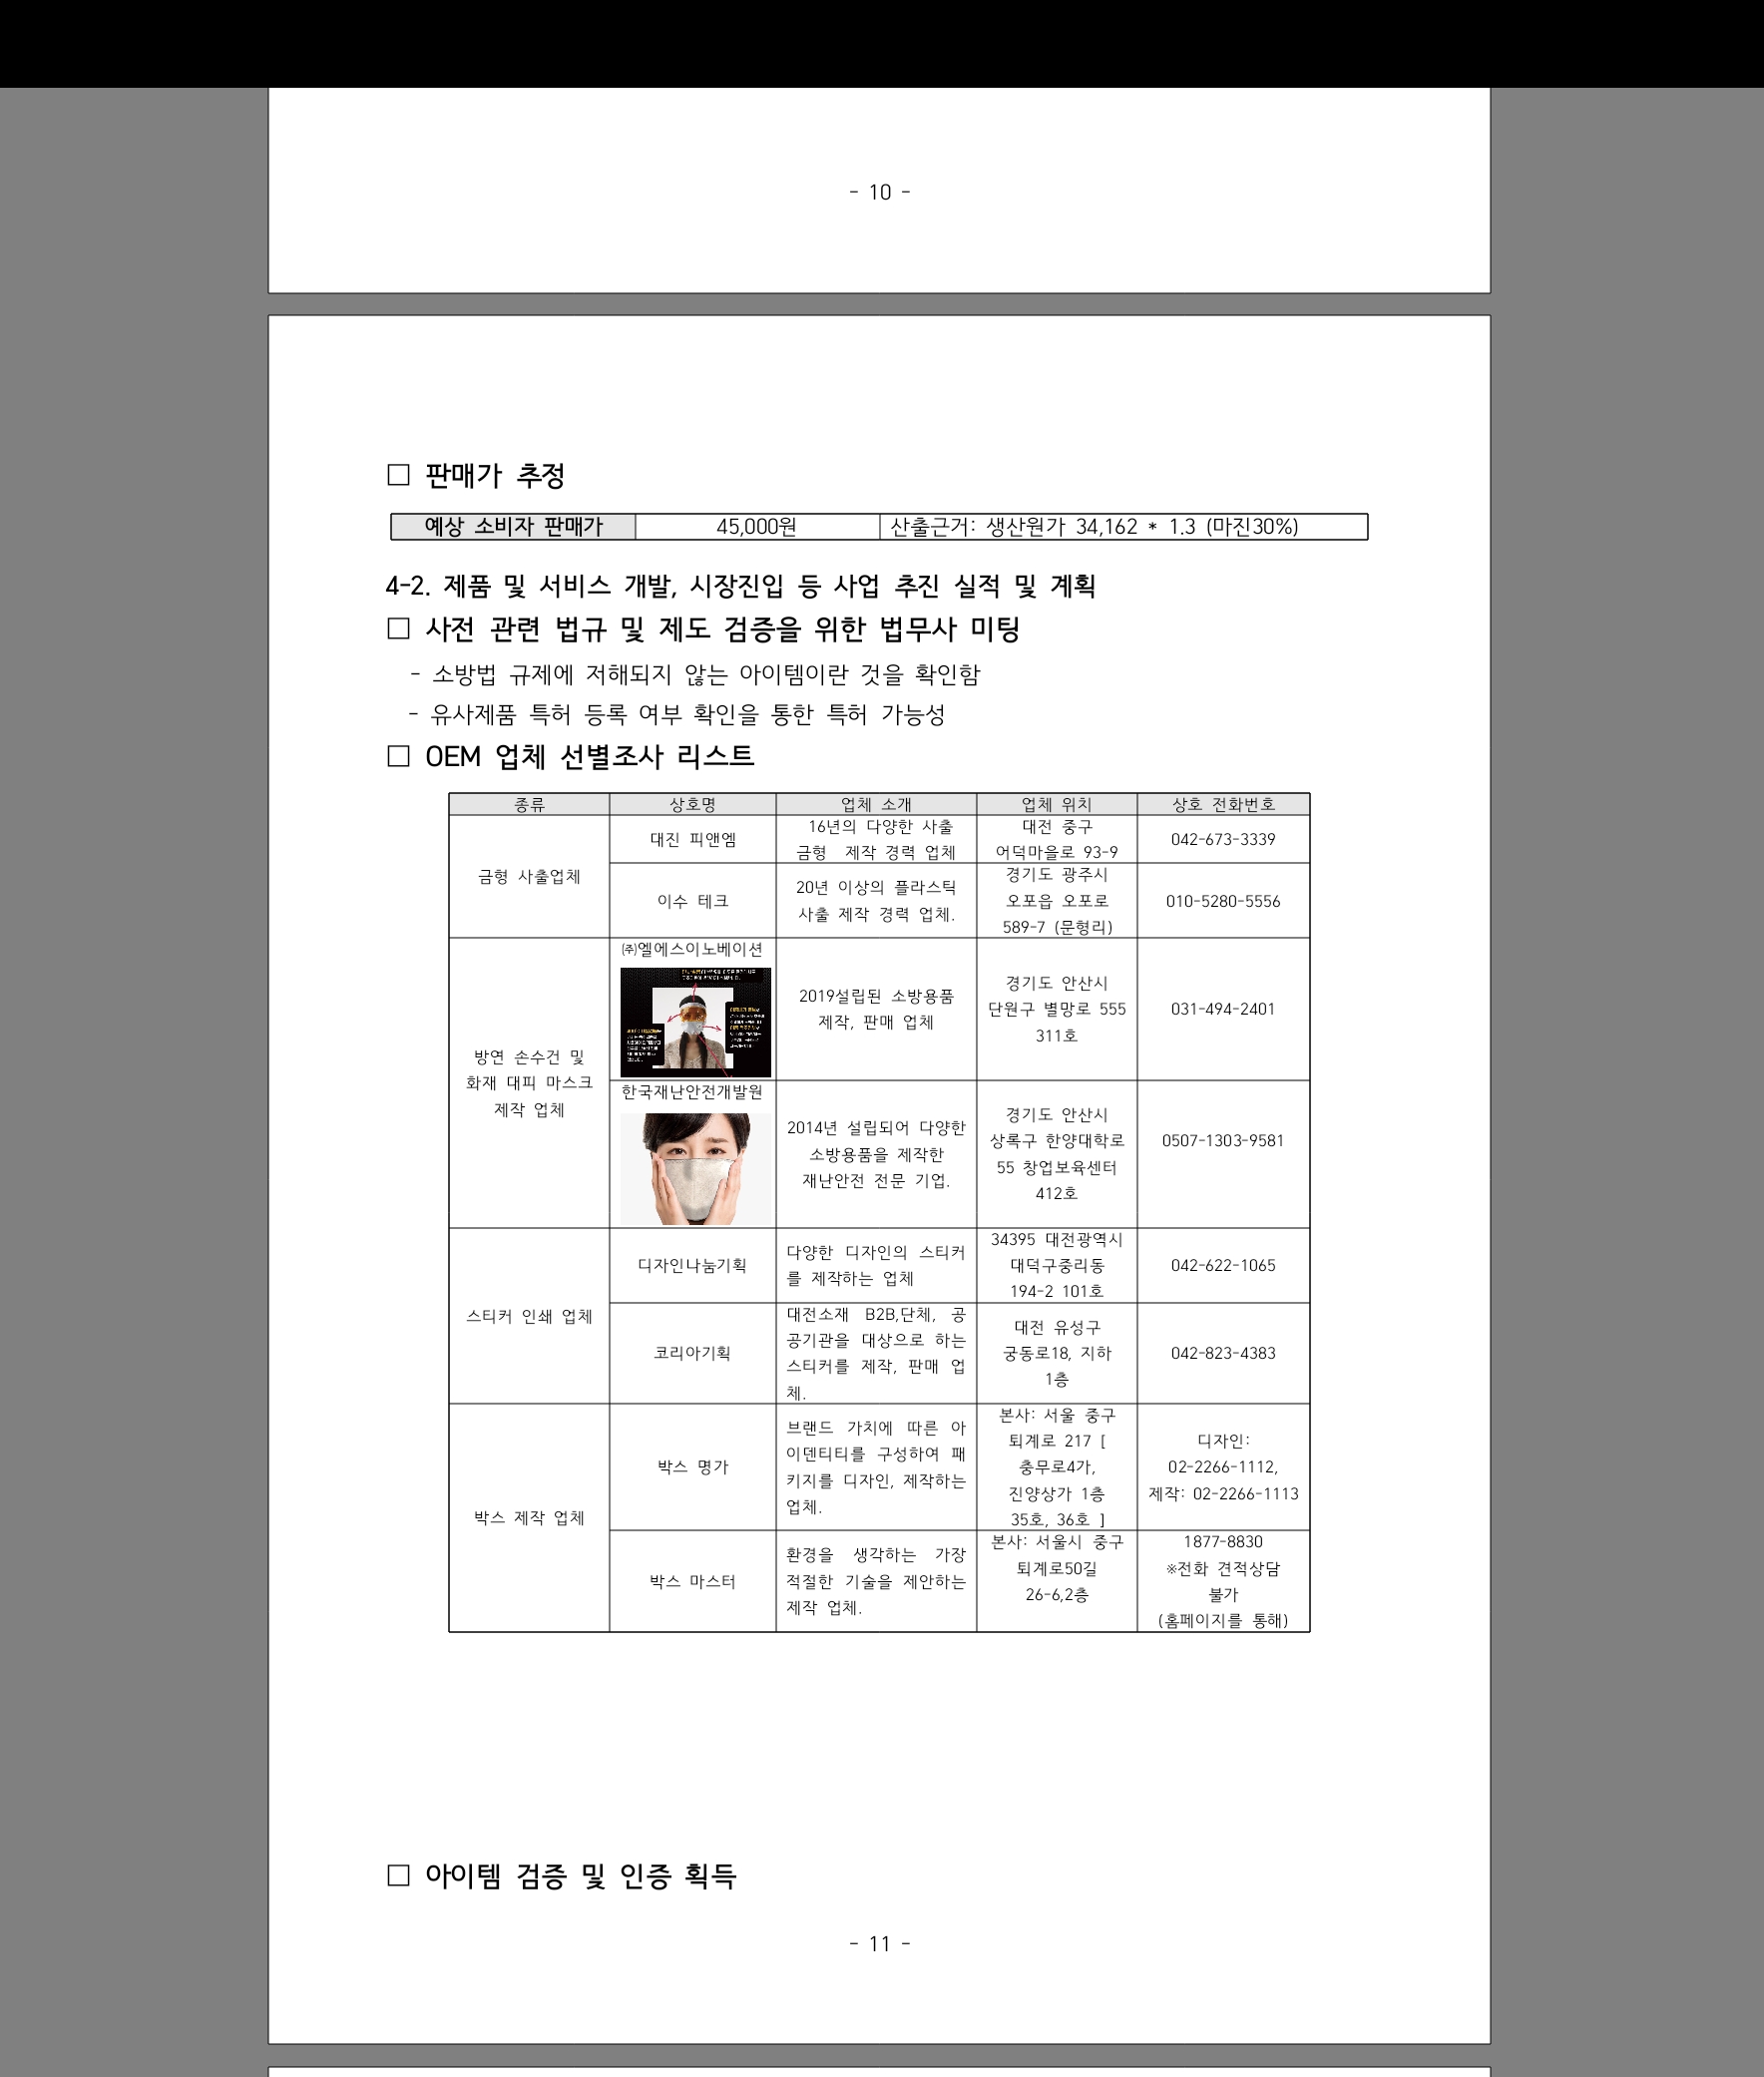 - 10 -
□ 판매가 추정
예상 소비자 판매가 45,000원 산출근거: 생산원가 34,162 * 1.3 (마진30%)
4-2. 제품 및 서비스 개발, 시장진입 등 사업 추진 실적 및 계획
□ 사전 관련 법규 및 제도 검증을 위한 법무사 미팅
- 소방법 규제에 저해되지 않는 아이템이란 것을 확인함
- 유사제품 특허 등록 여부 확인을 통한 특허 가능성
□ OEM 업체 선별조사 리스트
종류 상호명 업체 소개 업체 위치 상호 전화번호
금형 사출업체
대진 피앤엠
16년의 다양한 사출
금형 제작 경력 업체
대전 중구
어덕마을로 93-9
042-673-3339
이수 테크
20년 이상의 플라스틱
사출 제작 경력 업체.
경기도 광주시
오포읍 오포로
589-7 (문형리)
010-5280-5556
방연 손수건 및
화재 대피 마스크
제작 업체
㈜엘에스이노베이션
2019설립된 소방용품
제작, 판매 업체
경기도 안산시
단원구 별망로 555
311호
031-494-2401
한국재난안전개발원
2014년 설립되어 다양한
소방용품을 제작한
재난안전 전문 기업.
경기도 안산시
상록구 한양대학로
55 창업보육센터
412호
0507-1303-9581
스티커 인쇄 업체
디자인나눔기획
다양한 디자인의 스티커
를 제작하는 업체
34395 대전광역시
대덕구중리동
194-2 101호
042-622-1065
코리아기획
대전소재 B2B,단체, 공
공기관을 대상으로 하는
스티커를 제작, 판매 업
체.
대전 유성구
궁동로18, 지하
1층
042-823-4383
박스 제작 업체
박스 명가
브랜드 가치에 따른 아
이덴티티를 구성하여 패
키지를 디자인, 제작하는
업체.
본사: 서울 중구
퇴계로 217 [
충무로4가,
진양상가 1층
35호, 36호 ]
디자인:
02-2266-1112,
제작: 02-2266-1113
박스 마스터
환경을 생각하는 가장
적절한 기술을 제안하는
제작 업체.
본사: 서울시 중구
퇴계로50길
26-6,2층
1877-8830
※전화 견적상담
불가
(홈페이지를 통해)
□ 아이템 검증 및 인증 획득
- 11 -